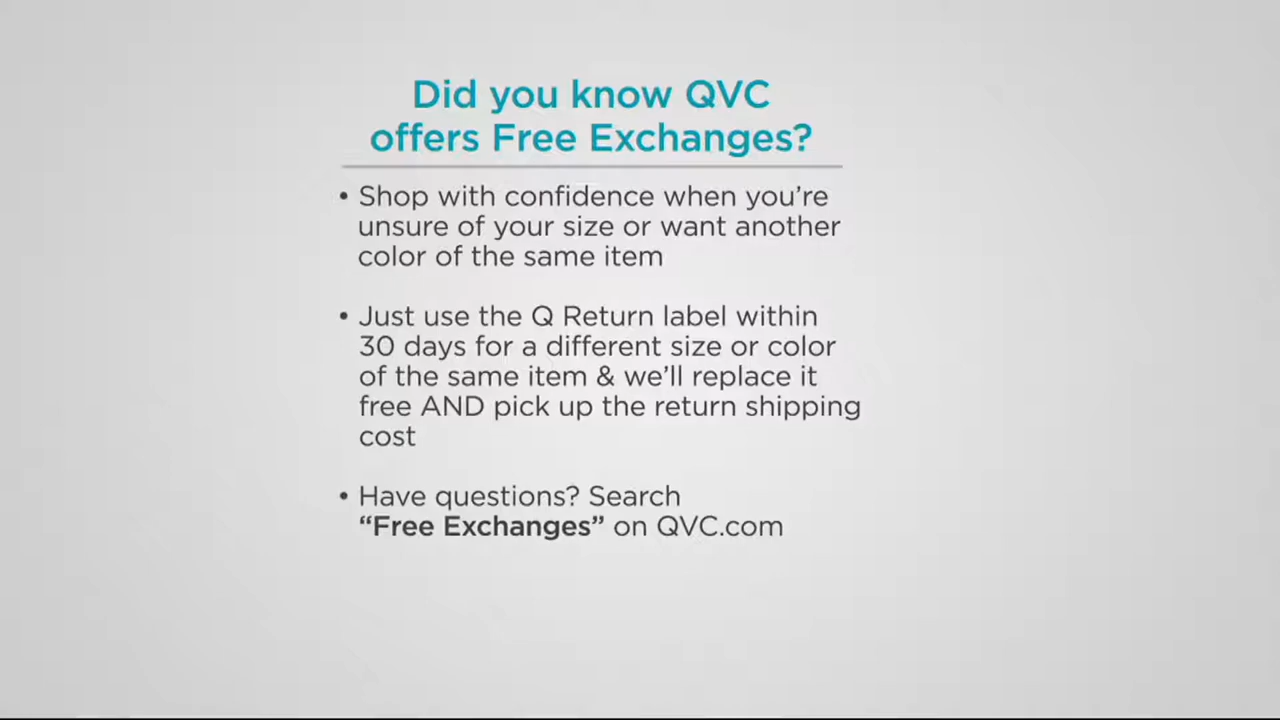 Did you know QVC
offers Free Exchanges?
• Shop with confidence when you’re
unsure of your size or want another
color of the same item
• Just use the Q Return label within
30 days for a different size or color
of the same item & we’ll replace it
free AND pick up the return shipping
cost
• Have questions? Search
“Free Exchanges” on QVC.com